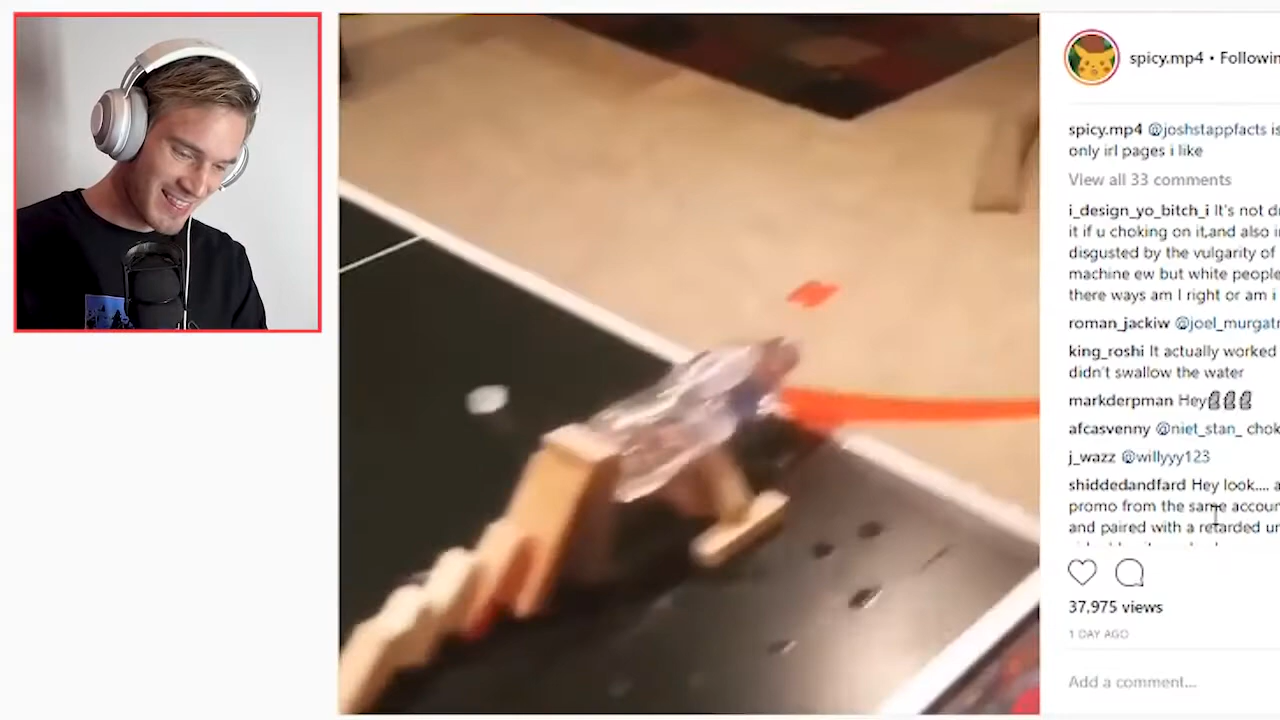 spicy.mp4 • Followin
spicy.mp4 @joshstappfacts is
only irl pages i like
View all 33 comments
i_design_yo_bitch_i It's not
it if u choking on it,and also
disgusted by the vulgarity of
machine ew but white people
there ways am I right or am i
roman_jackiw @joel_murgat
king_roshi It actually worked
didn't swallow the water
markderpman Hey🗿🗿🗿
afcasvenny @niet_stan_ chok
j_wazz @willyyy123
shiddedandfard Hey look.... a
promo from the same accoun
and paired with a retarded
37,975 views
1 DAY AGO
Add a comment...